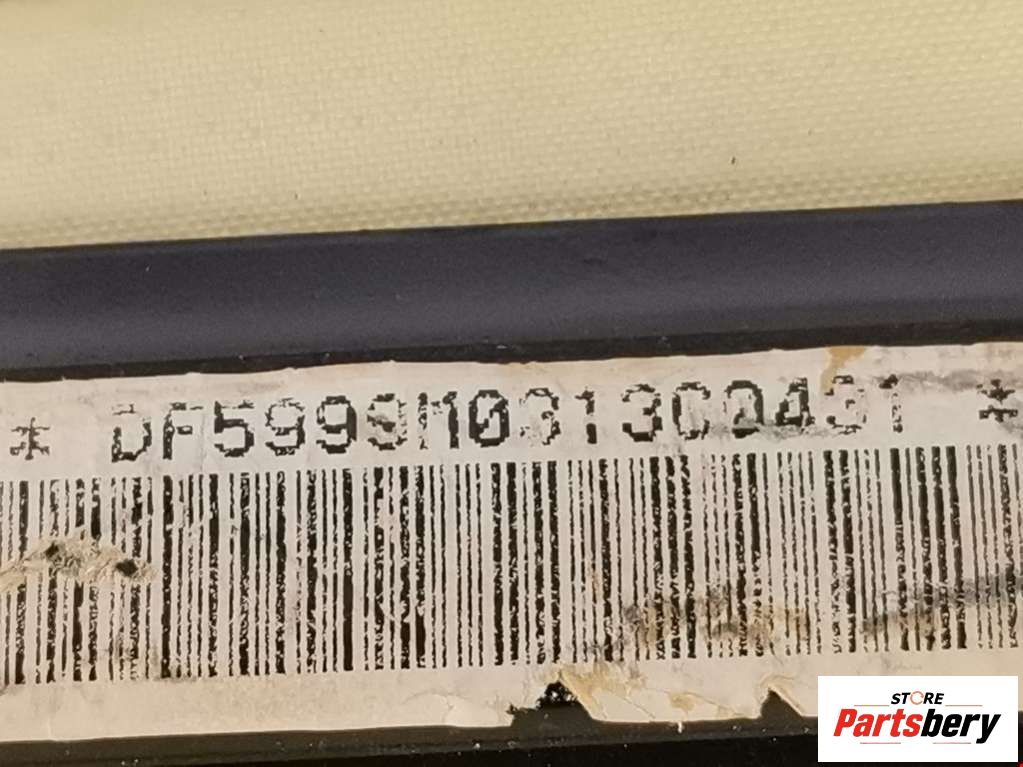 * DF5999M0313C0431 *
STORE
Partsbery